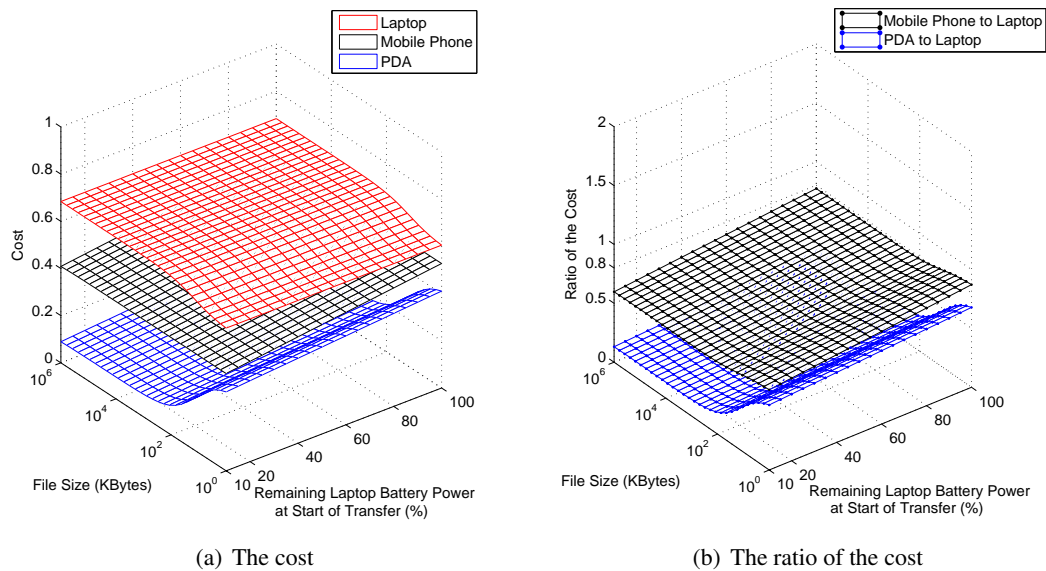 Laptop
Mobile Phone
PDA
1
0.8
0.6
0.4
0.2
0
Cost
10^6
10^4
10^2
10^0
File Size (KBytes)
10
20
40
60
80
100
Remaining Laptop Battery Power
at Start of Transfer (%)
(a) The cost
Mobile Phone to Laptop
PDA to Laptop
2
1.5
1
0.8
0.5
0
Ratio of the Cost
10^6
10^4
10^2
10^0
File Size (KBytes)
10
20
40
60
80
100
Remaining Laptop Battery Power
at Start of Transfer (%)
(b) The ratio of the cost